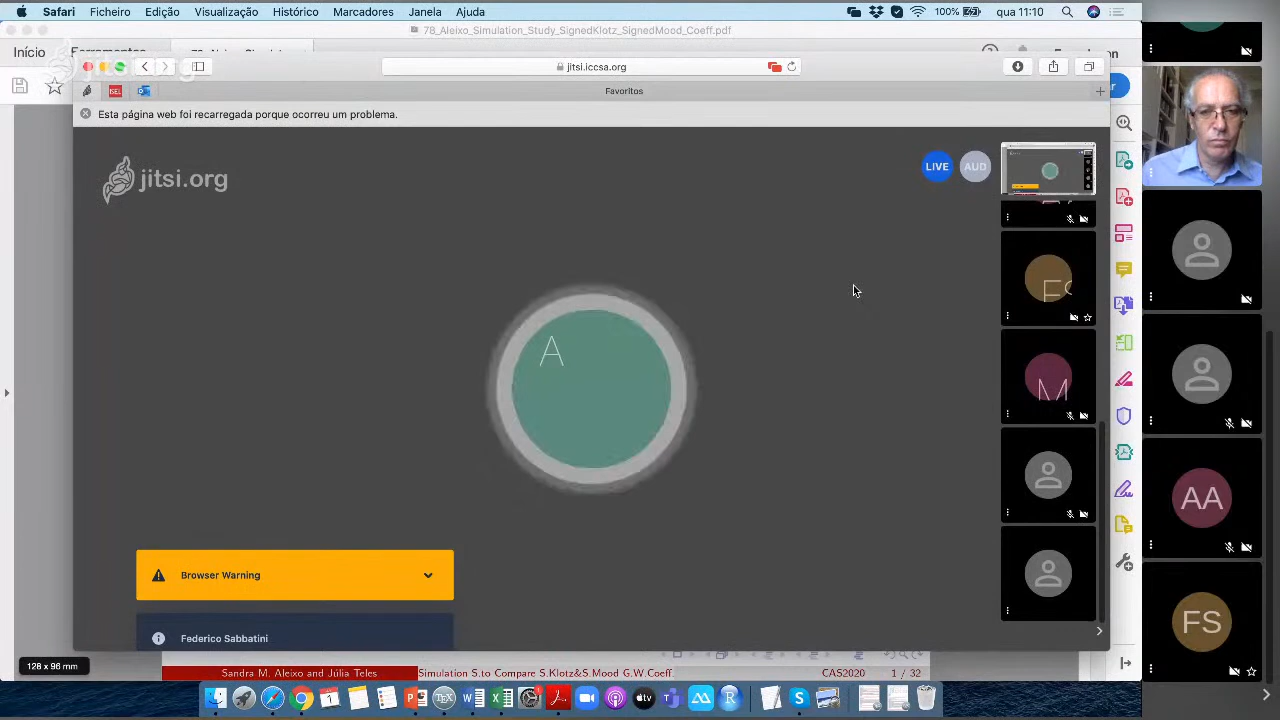 Safari Ficheiro Edição Visualização Histórico Marcadores Janela Ajuda 100% qua 11:10
78_Aleixo_Simulation_Study_SignedKlotz_SignedMood_Coeff.pdf
Início Ferramentas
jitsi.iccsa.org
ISEL Favoritos
Esta página web foi recarregada porque ocorreu um problema.
jitsi.org
LIVE AUD
A
FS
M
AA
FS
Browser Warning
Federico Sabbatini
128 x 96 mm
Sandra M. Aleixo and Júlia Teles Simulation S.to Compare S.Klotz&S.Mood G.W.Coeff. CAS2020 1 / 32